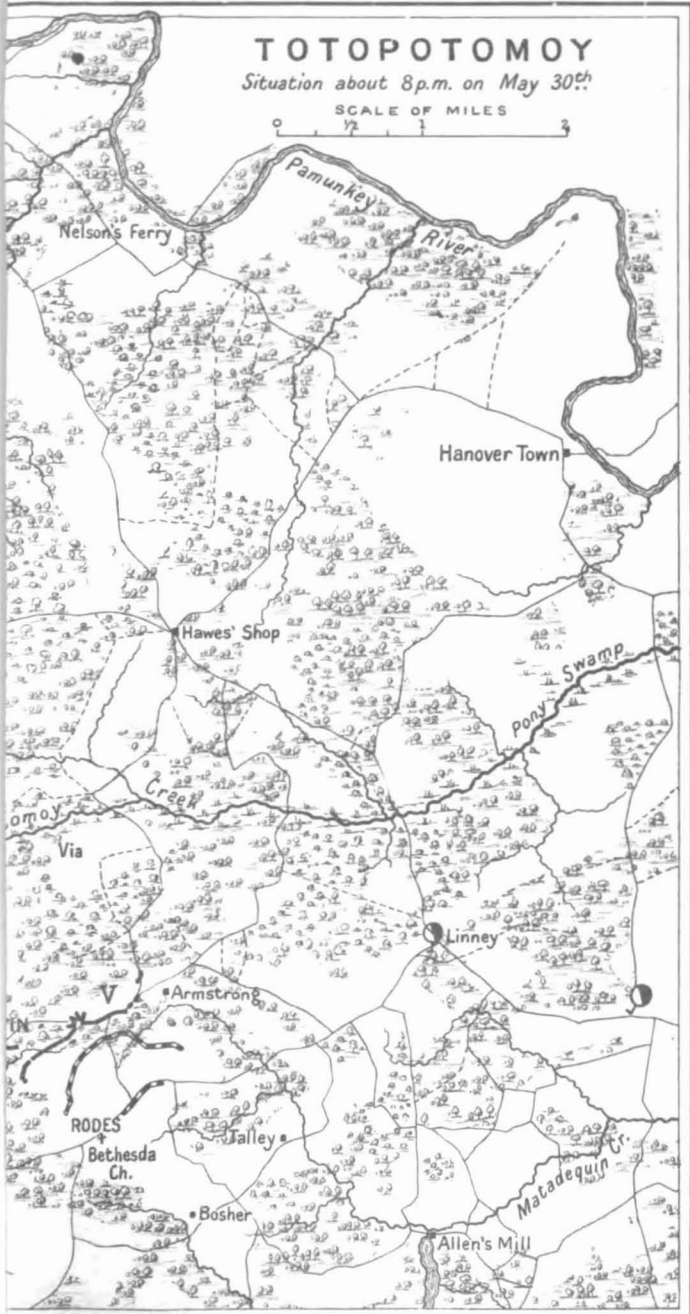 TOTOPOTOMOY
Situation about 8 p.m. on May 30th.
SCALE OF MILES
0 ½ 1 2
Pamunkey
River
Nelson's Ferry
Hanover Town
Hawes' Shop
Pony Swamp
Creek
omoy
Via
Linney
V
Armstrong
IN
RODES
Bethesda
Ch.
Talley
Matadequin Cr.
Bosher
Allen's Mill